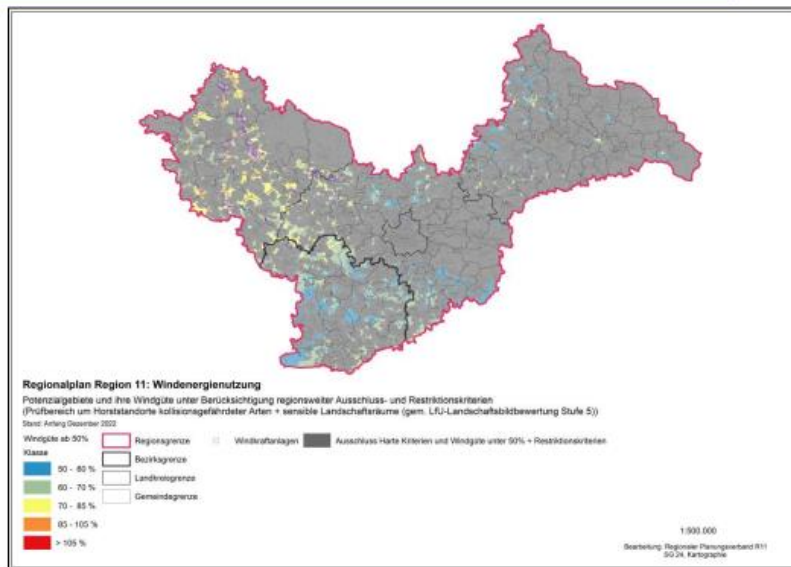 Regionalplan Region 11: Windenergienutzung
Potenzialgebiete und ihre Windgüte unter Berücksichtigung regionsweiter Ausschluss- und Restriktionskriterien
(Prüfbereich um Horststandorte kollisionsgefährdeter Arten + sensible Landschaftsräume (gem. LfU-Landschaftsbildbewertung Stufe 5))
Stand: Anfang Dezember 2022
Windgüte ab 50%
Klasse
50 - 60 %
60 - 70 %
70 - 85 %
85 - 105 %
> 105 %
Regionsgrenze
Bezirksgrenze
Landkreisgrenze
Gemeindegrenze
Windkraftanlagen
Ausschluss Harte Kriterien und Windgüte unter 50% + Restriktionskriterien
1:500.000
Bearbeitung: Regionaler Planungsverband R11
SG 24, Kartographie